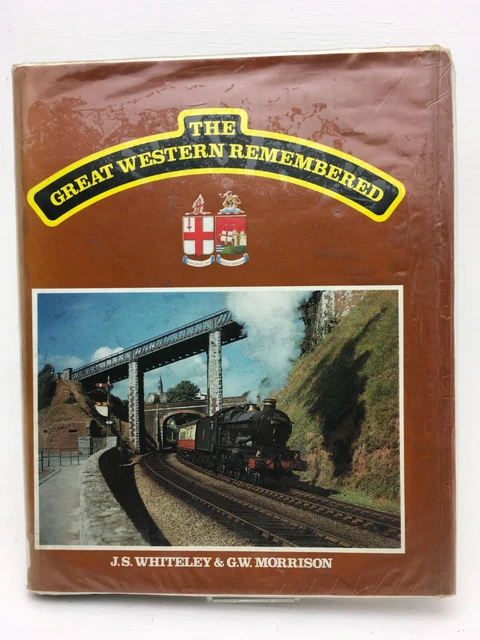 THE
GREAT WESTERN REMEMBERED
J.S. WHITELEY & G.W. MORRISON